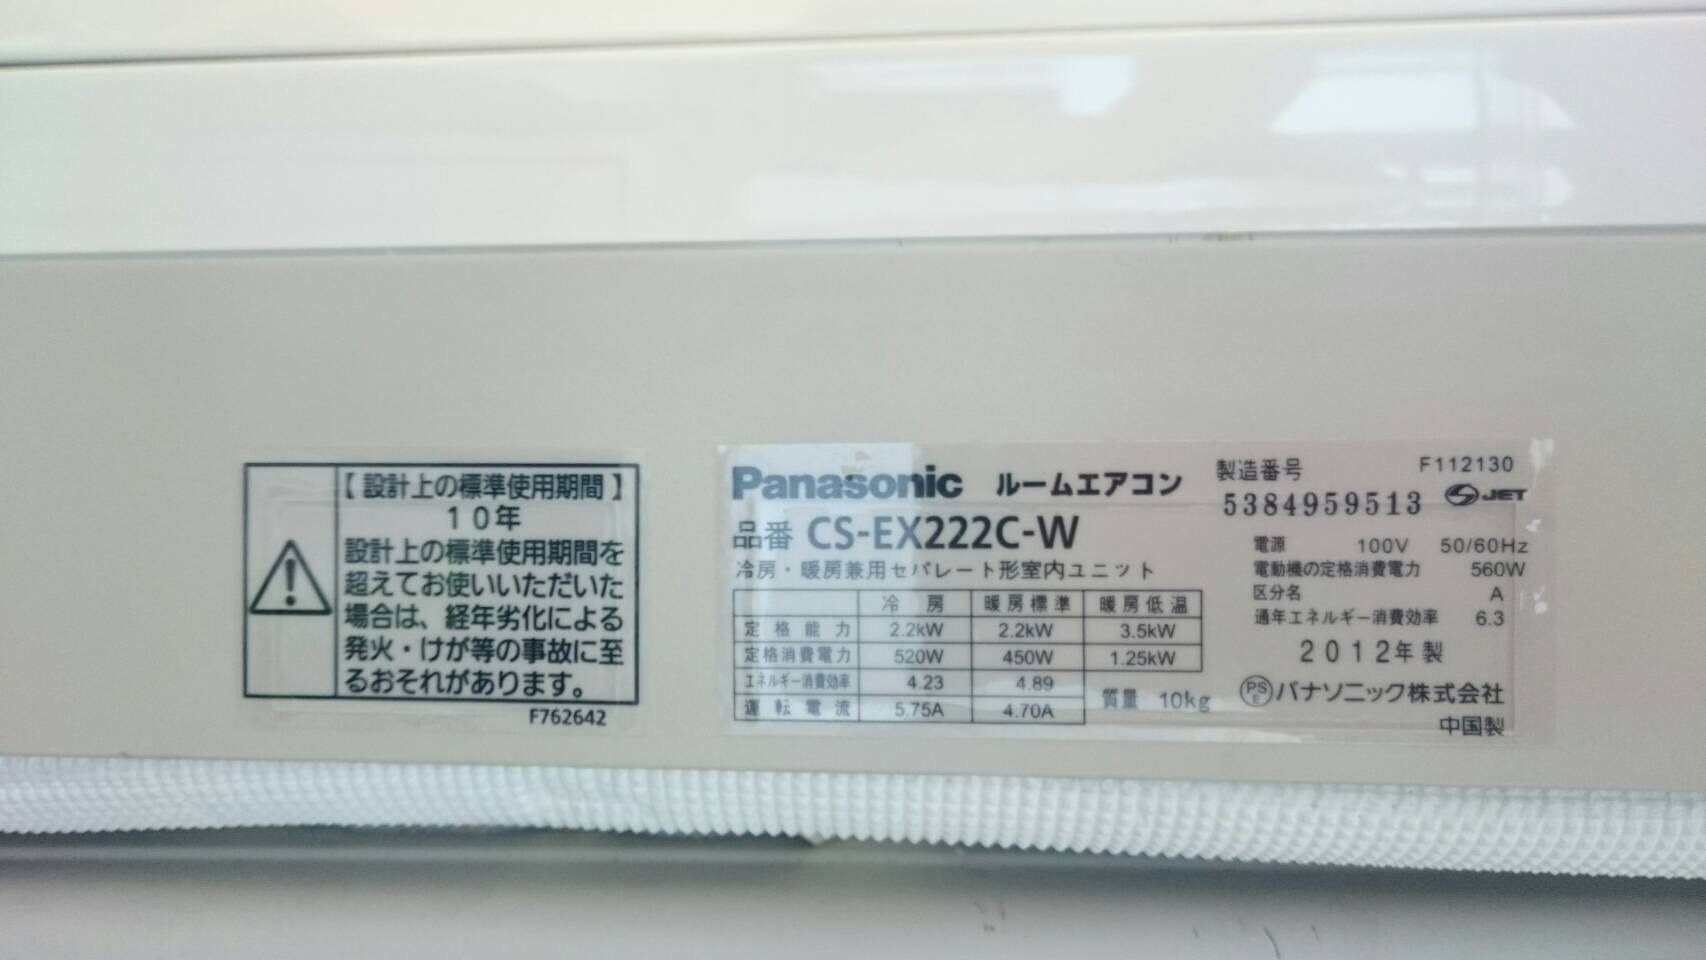 【設計上の標準使用期間】
10年
設計上の標準使用期間を
超えてお使いいただいた
場合は、経年劣化による
発火・けが等の事故に至
るおそれがあります。
F762642
Panasonic ルームエアコン
品番 CS-EX222C-W
冷房・暖房兼用セパレート形室内ユニット
冷房 暖房標準 暖房低温
定格能力 2.2kW 2.2kW 3.5kW
定格消費電力 520W 450W 1.25kW
エネルギー消費効率 4.23 4.89
運転電流 5.75A 4.70A
質量 10kg
製造番号 F112130
5384959513 JET
電源 100V 50/60Hz
電動機の定格消費電力 560W
区分名 A
通年エネルギー消費効率 6.3
2012年製
PSE パナソニック株式会社
中国製